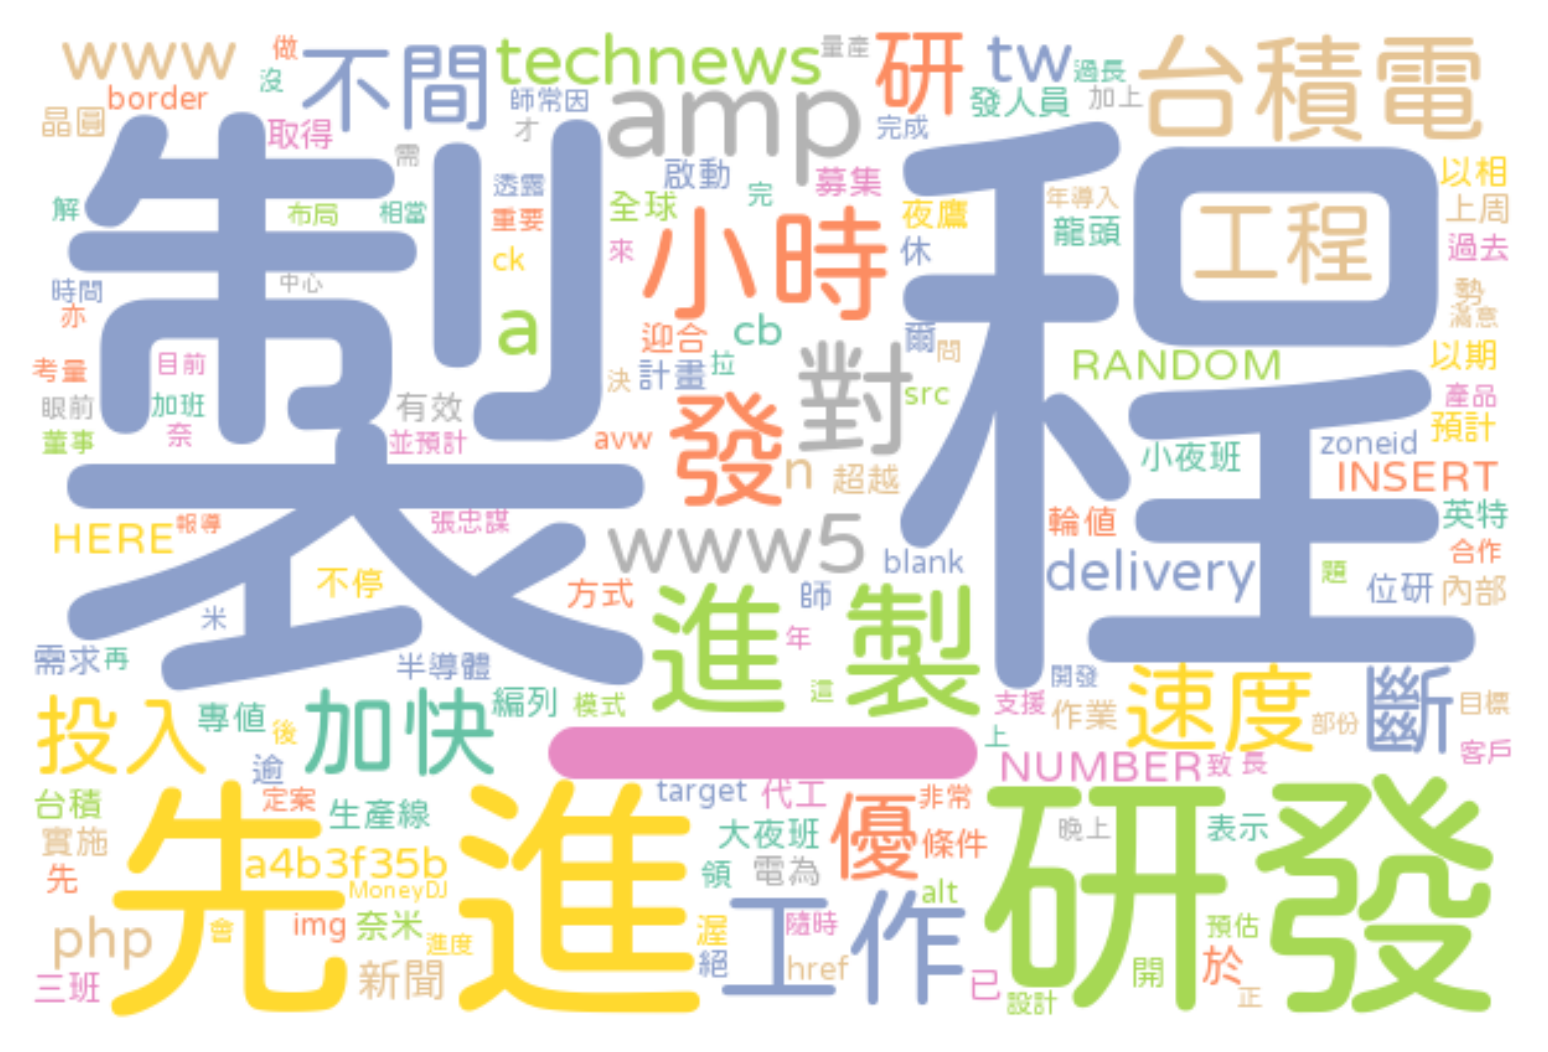 www
做
沒
不間
technews
量產
研
tw
過長
台積電
border
晶圓
取得
師常因
才
amp
發人員
加上
完成
需
製程
解
布局
相當
透露
重要
啟動
全球
完
募集
夜鷹
年導入
龍頭
工程
以相
上周
過去
時間
亦
中心
ck
來
小時
休
勢
滿意
考量
目前
a
迎合
cb
爾
問
RANDOM
以期
眼前
加班
有效
決
計畫
拉
對
src
產品
董事
奈
並預計
avw
發
n
超越
小夜班
zoneid
預計
INSERT
HERE
報導
張忠謀
www5
blank
輪值
英特
合作
不停
方式
師
delivery
題
位研
內部
米
進製
年
需求
再
半導體
這
開發
投入
專值
後
加快
編列
模式
一
支援
上
作業
速度
部份
斷
目標
客戶
逾
NUMBER
致
長
台積
定案
生產線
target
代工
非常
實施
先
先進
a4b3f35b
MoneyDJ
大夜班
領
電為
優
條件
研發
晚上
表示
alt
php
會
img
奈米
進度
渥
工作
隨時
預估
三班
新聞
絕
href
已
設計
開
於
正